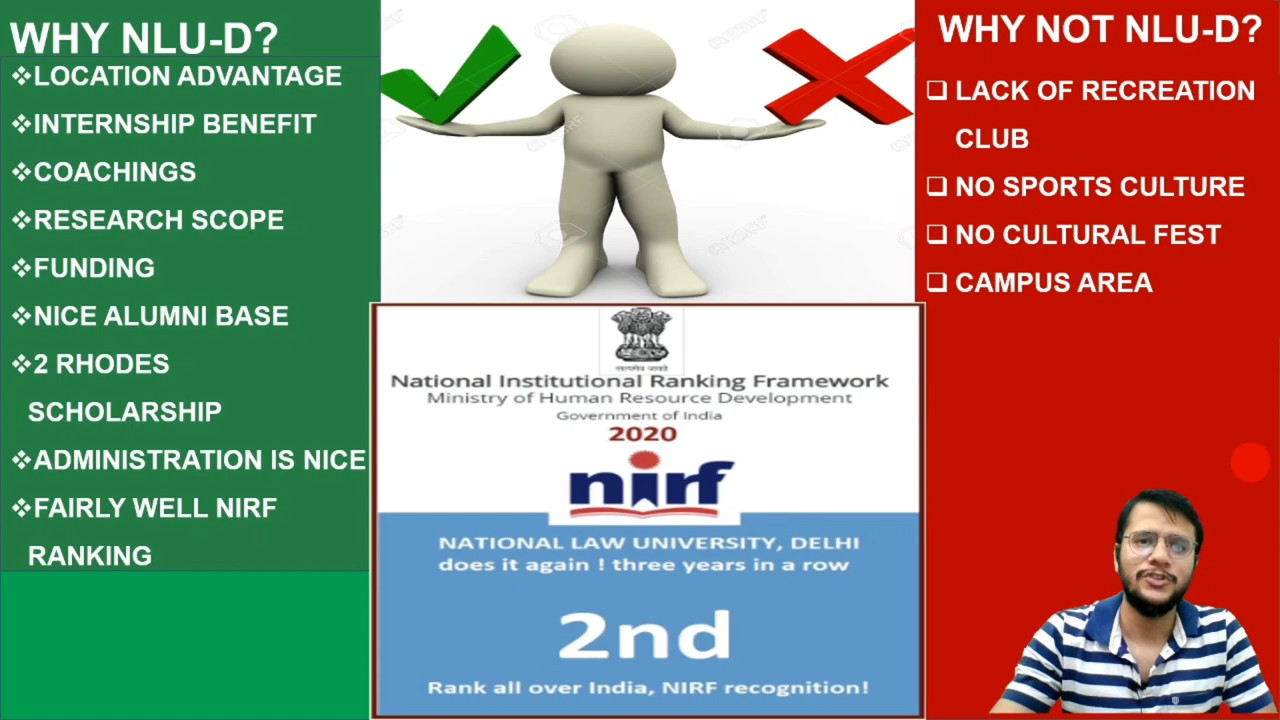 WHY NLU-D?
❖LOCATION ADVANTAGE
❖INTERNSHIP BENEFIT
❖COACHINGS
❖RESEARCH SCOPE
❖FUNDING
❖NICE ALUMNI BASE
❖2 RHODES
SCHOLARSHIP
❖ADMINISTRATION IS NICE
❖FAIRLY WELL NIRF
RANKING
सत्यमेव जयते
National Institutional Ranking Framework
Ministry of Human Resource Development
Government of India
2020
nirf
NATIONAL LAW UNIVERSITY, DELHI
does it again ! three years in a row
2nd
Rank all over India, NIRF recognition!
WHY NOT NLU-D?
❑ LACK OF RECREATION
CLUB
❑ NO SPORTS CULTURE
❑ NO CULTURAL FEST
❑ CAMPUS AREA